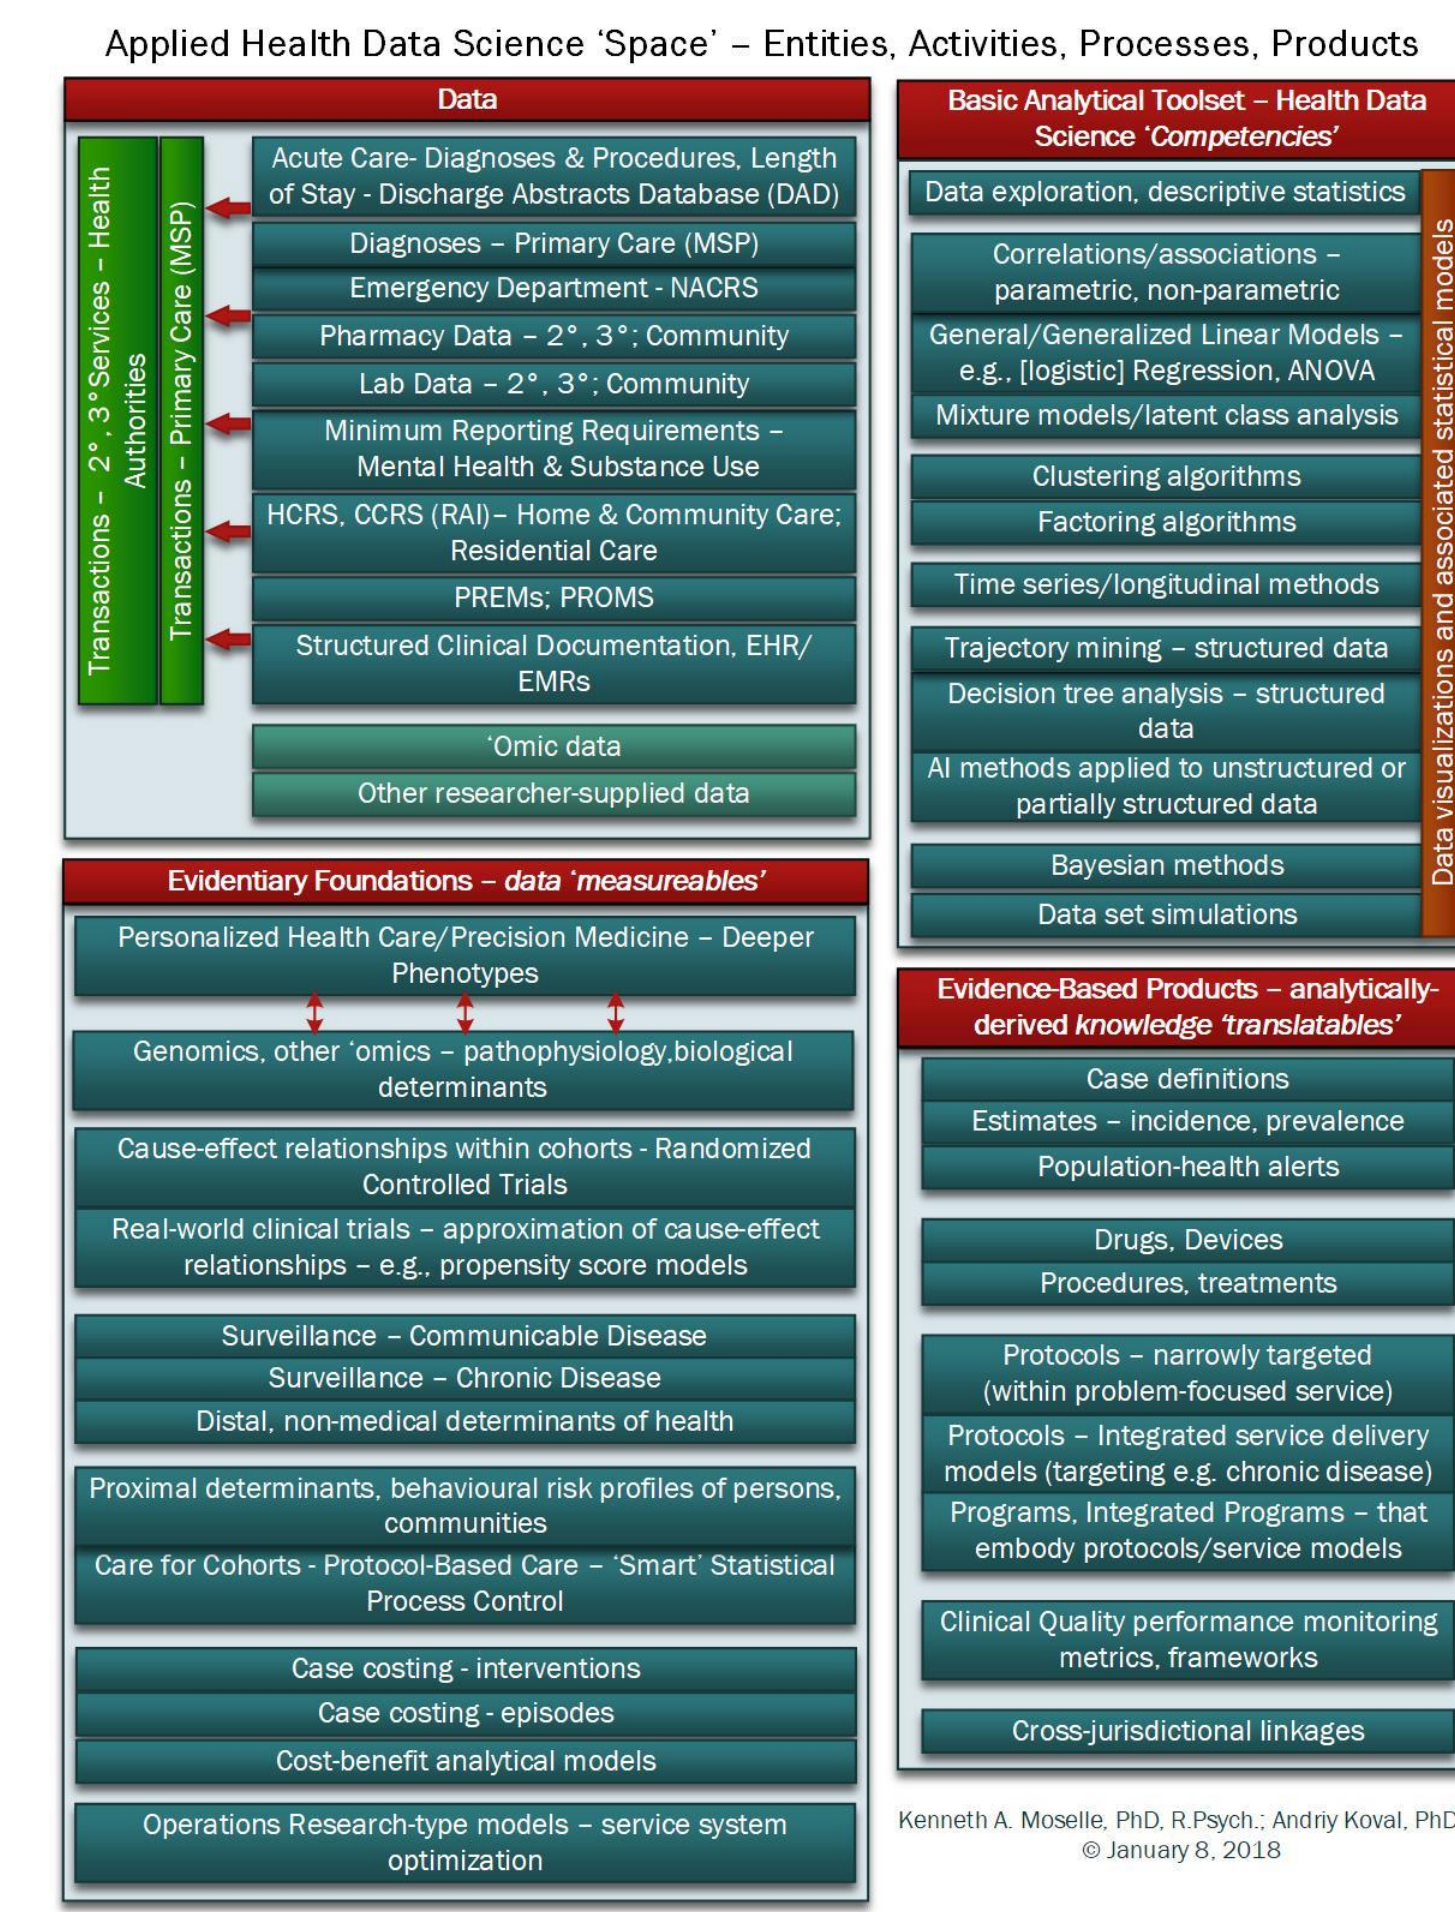 Applied Health Data Science ‘Space’ – Entities, Activities, Processes, Products
Data
Transactions – 2°, 3°Services – Health
Authorities
Transactions – Primary Care (MSP)
Acute Care- Diagnoses & Procedures, Length
of Stay - Discharge Abstracts Database (DAD)
Diagnoses – Primary Care (MSP)
Emergency Department - NACRS
Pharmacy Data – 2°, 3°; Community
Lab Data – 2°, 3°; Community
Minimum Reporting Requirements –
Mental Health & Substance Use
HCRS, CCRS (RAI)– Home & Community Care;
Residential Care
PREMs; PROMS
Structured Clinical Documentation, EHR/
EMRs
‘Omic data
Other researcher-supplied data
Evidentiary Foundations – data ‘measureables’
Personalized Health Care/Precision Medicine – Deeper
Phenotypes
Genomics, other ‘omics – pathophysiology,biological
determinants
Cause-effect relationships within cohorts - Randomized
Controlled Trials
Real-world clinical trials – approximation of cause-effect
relationships – e.g., propensity score models
Surveillance – Communicable Disease
Surveillance – Chronic Disease
Distal, non-medical determinants of health
Proximal determinants, behavioural risk profiles of persons,
communities
Care for Cohorts - Protocol-Based Care – ‘Smart’ Statistical
Process Control
Case costing - interventions
Case costing - episodes
Cost-benefit analytical models
Operations Research-type models – service system
optimization
Basic Analytical Toolset – Health Data
Science ‘Competencies’
Data exploration, descriptive statistics
Correlations/associations –
parametric, non-parametric
General/Generalized Linear Models –
e.g., [logistic] Regression, ANOVA
Mixture models/latent class analysis
Clustering algorithms
Factoring algorithms
Time series/longitudinal methods
Trajectory mining – structured data
Decision tree analysis – structured
data
AI methods applied to unstructured or
partially structured data
Bayesian methods
Data set simulations
Data visualizations and associated statistical models
Evidence-Based Products – analytically-
derived knowledge ‘translatables’
Case definitions
Estimates – incidence, prevalence
Population-health alerts
Drugs, Devices
Procedures, treatments
Protocols – narrowly targeted
(within problem-focused service)
Protocols – Integrated service delivery
models (targeting e.g. chronic disease)
Programs, Integrated Programs – that
embody protocols/service models
Clinical Quality performance monitoring
metrics, frameworks
Cross-jurisdictional linkages
Kenneth A. Moselle, PhD, R.Psych.; Andriy Koval, PhD
© January 8, 2018